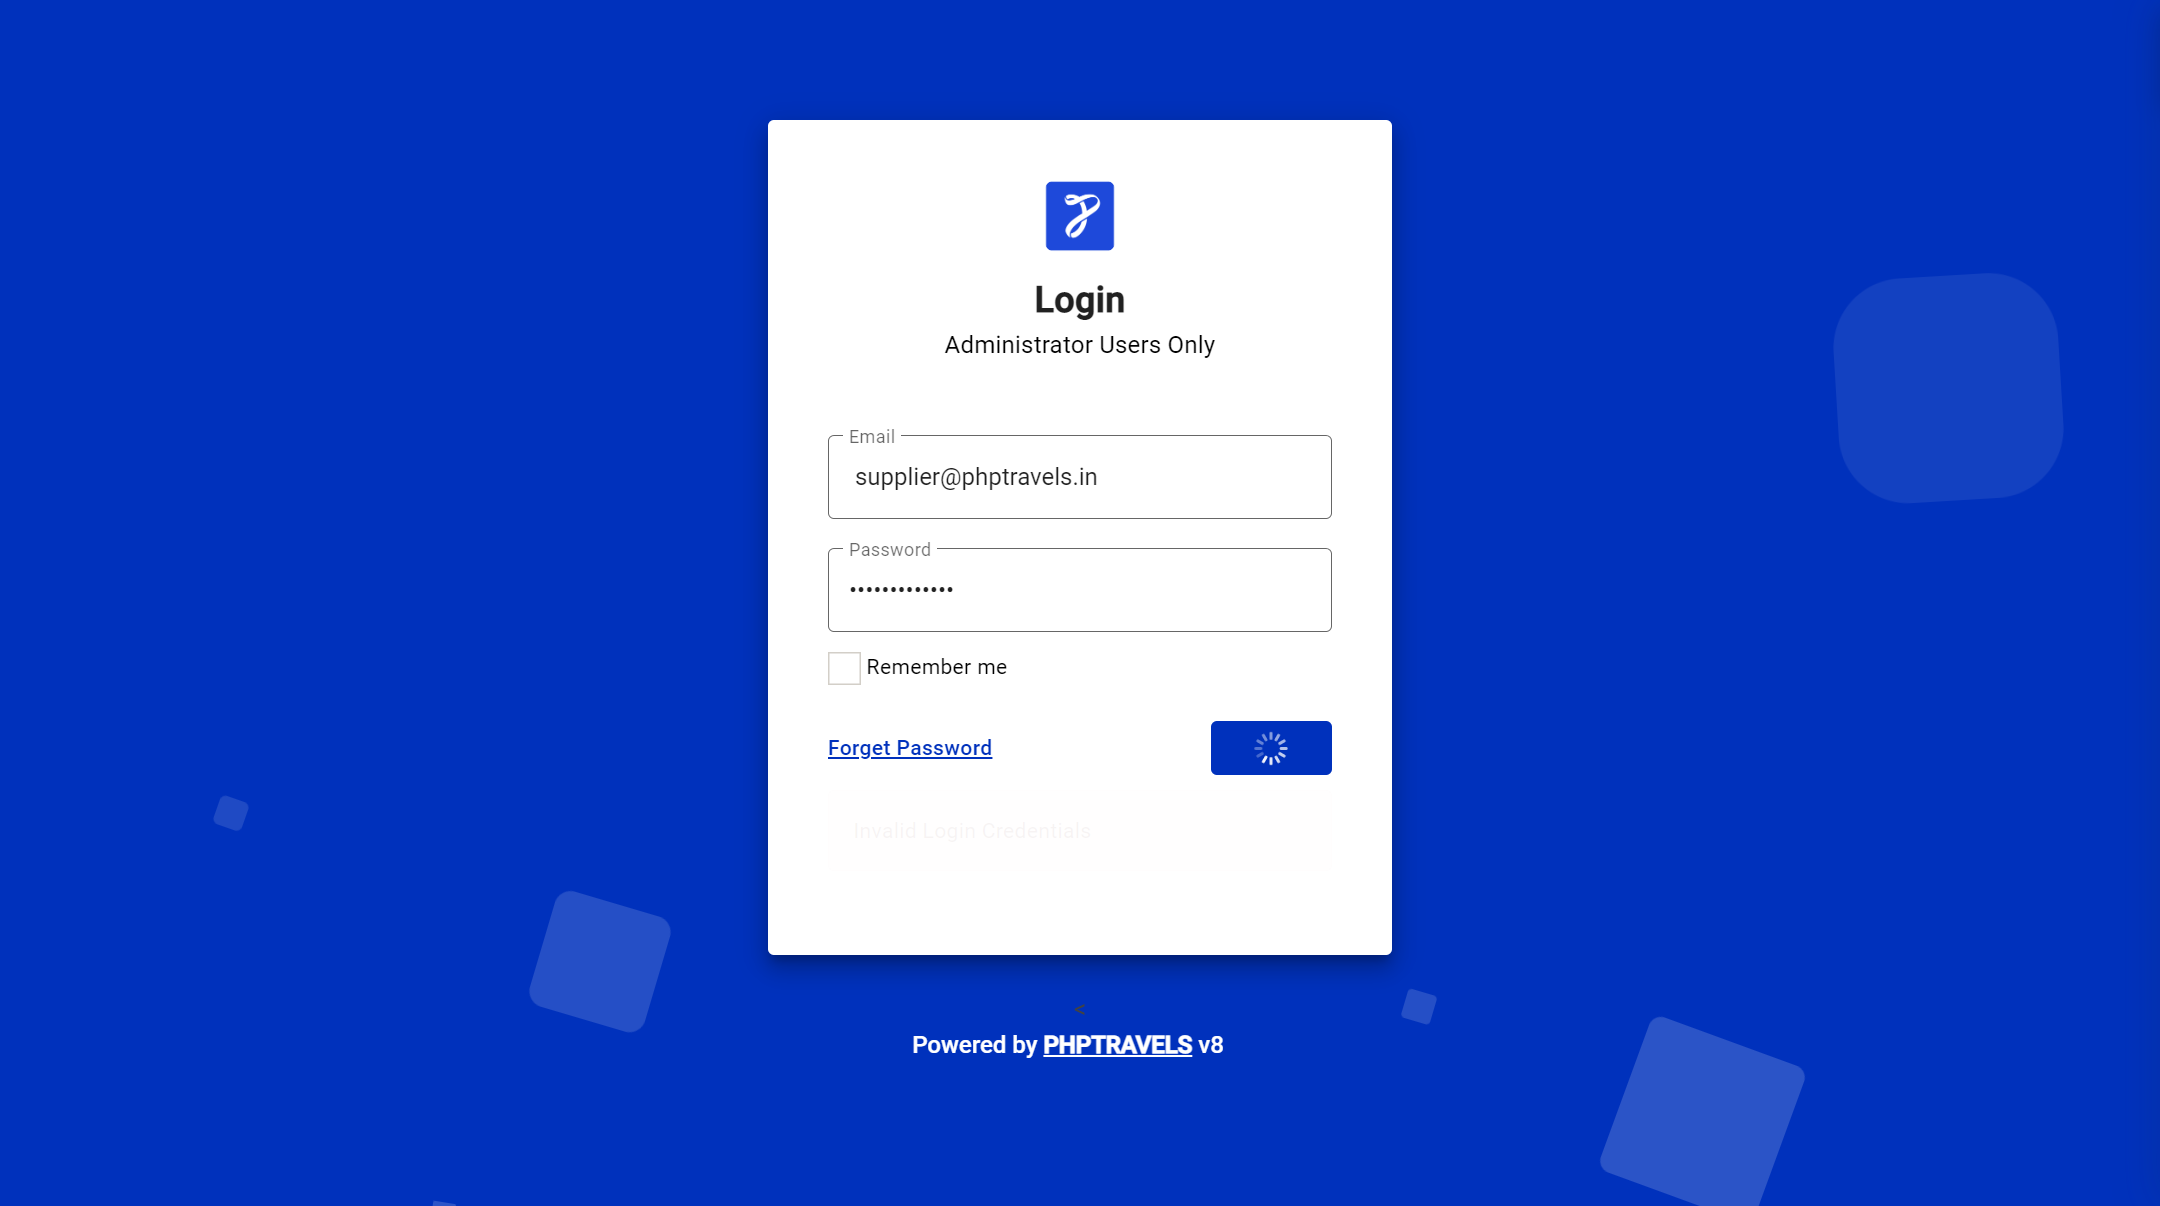 Login
Administrator Users Only
Email
supplier@phptravels.in
Password
•••••••••••••
Remember me
Forget Password
Invalid Login Credentials
<
Powered by PHPTRAVELS v8